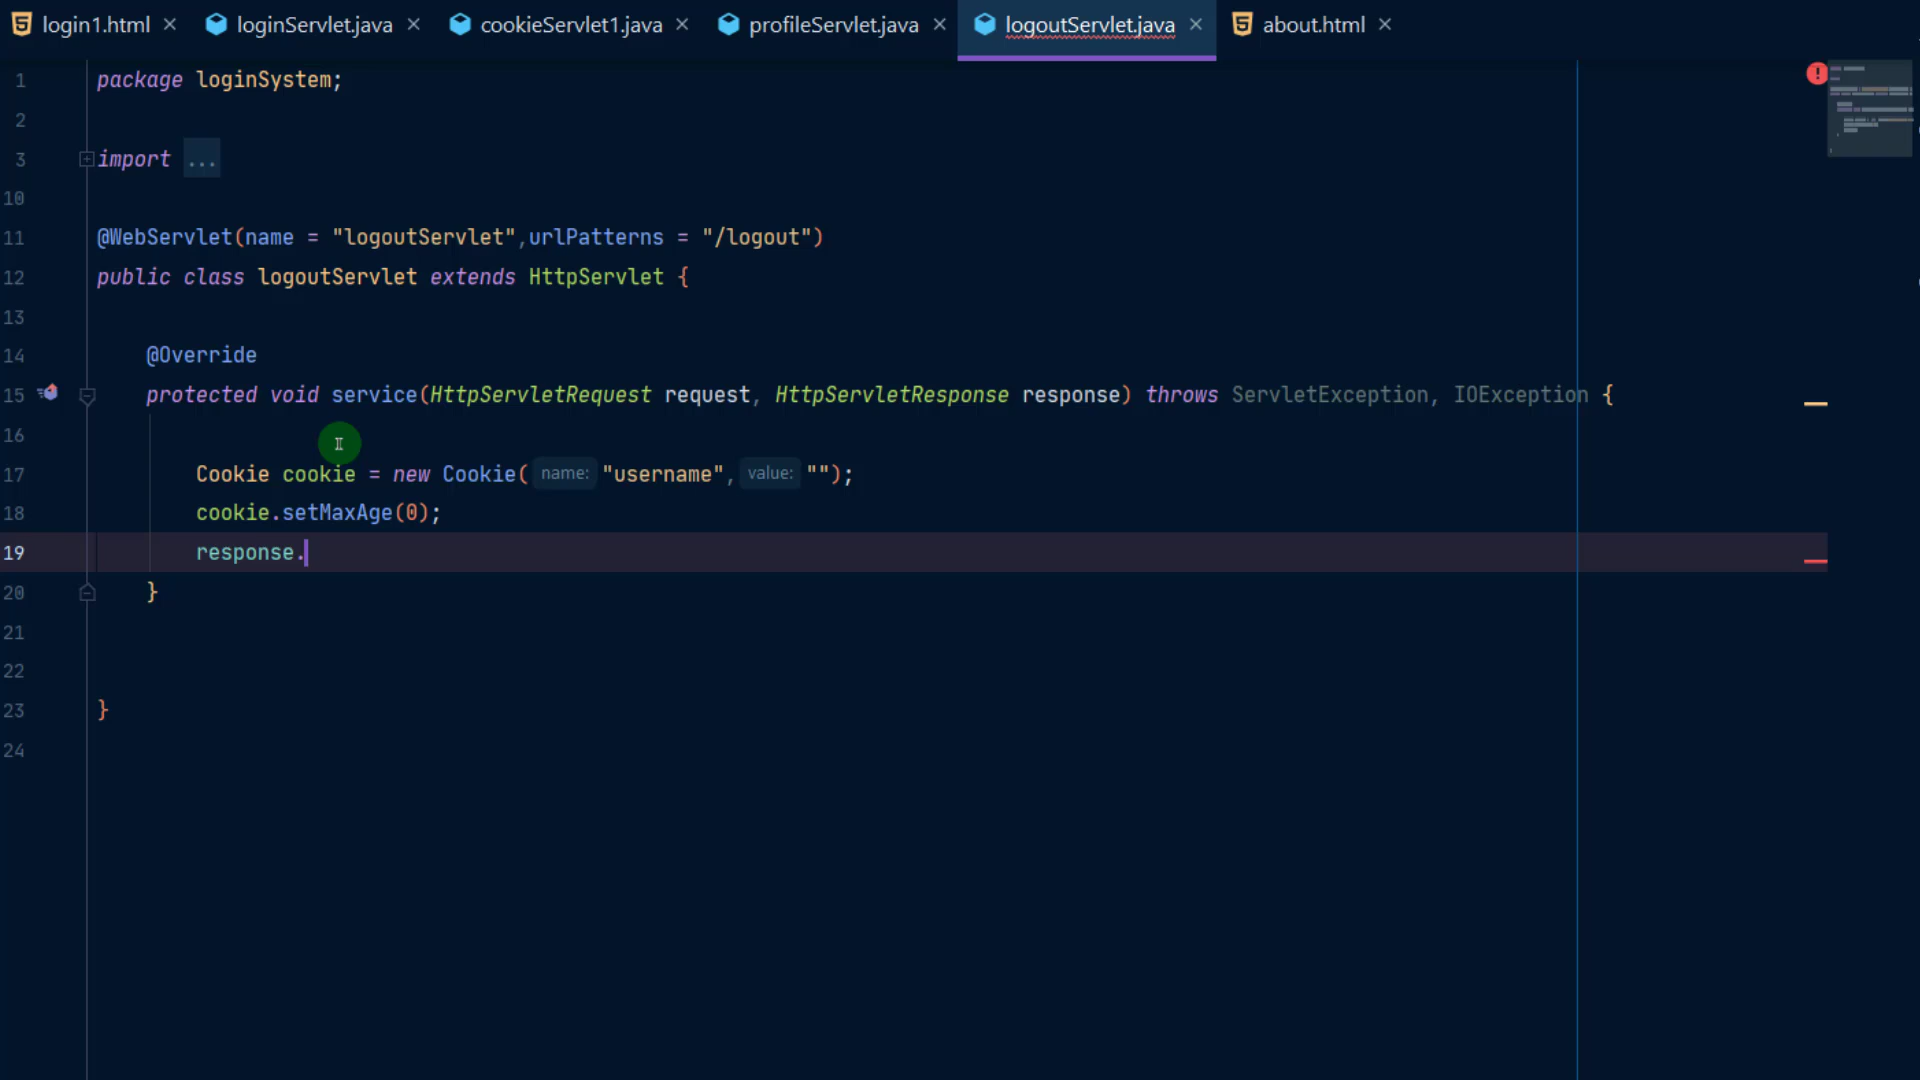 login1.html loginServlet.java cookieServlet1.java profileServlet.java logoutServlet.java about.html
1 package loginSystem;
2
3 import ...
10
11 @WebServlet(name = "logoutServlet",urlPatterns = "/logout")
12 public class logoutServlet extends HttpServlet {
13
14 @Override
15 protected void service(HttpServletRequest request, HttpServletResponse response) throws ServletException, IOException {
16
17 Cookie cookie = new Cookie( name: "username", value: "");
18 cookie.setMaxAge(0);
19 response.
20 }
21
22
23 }
24